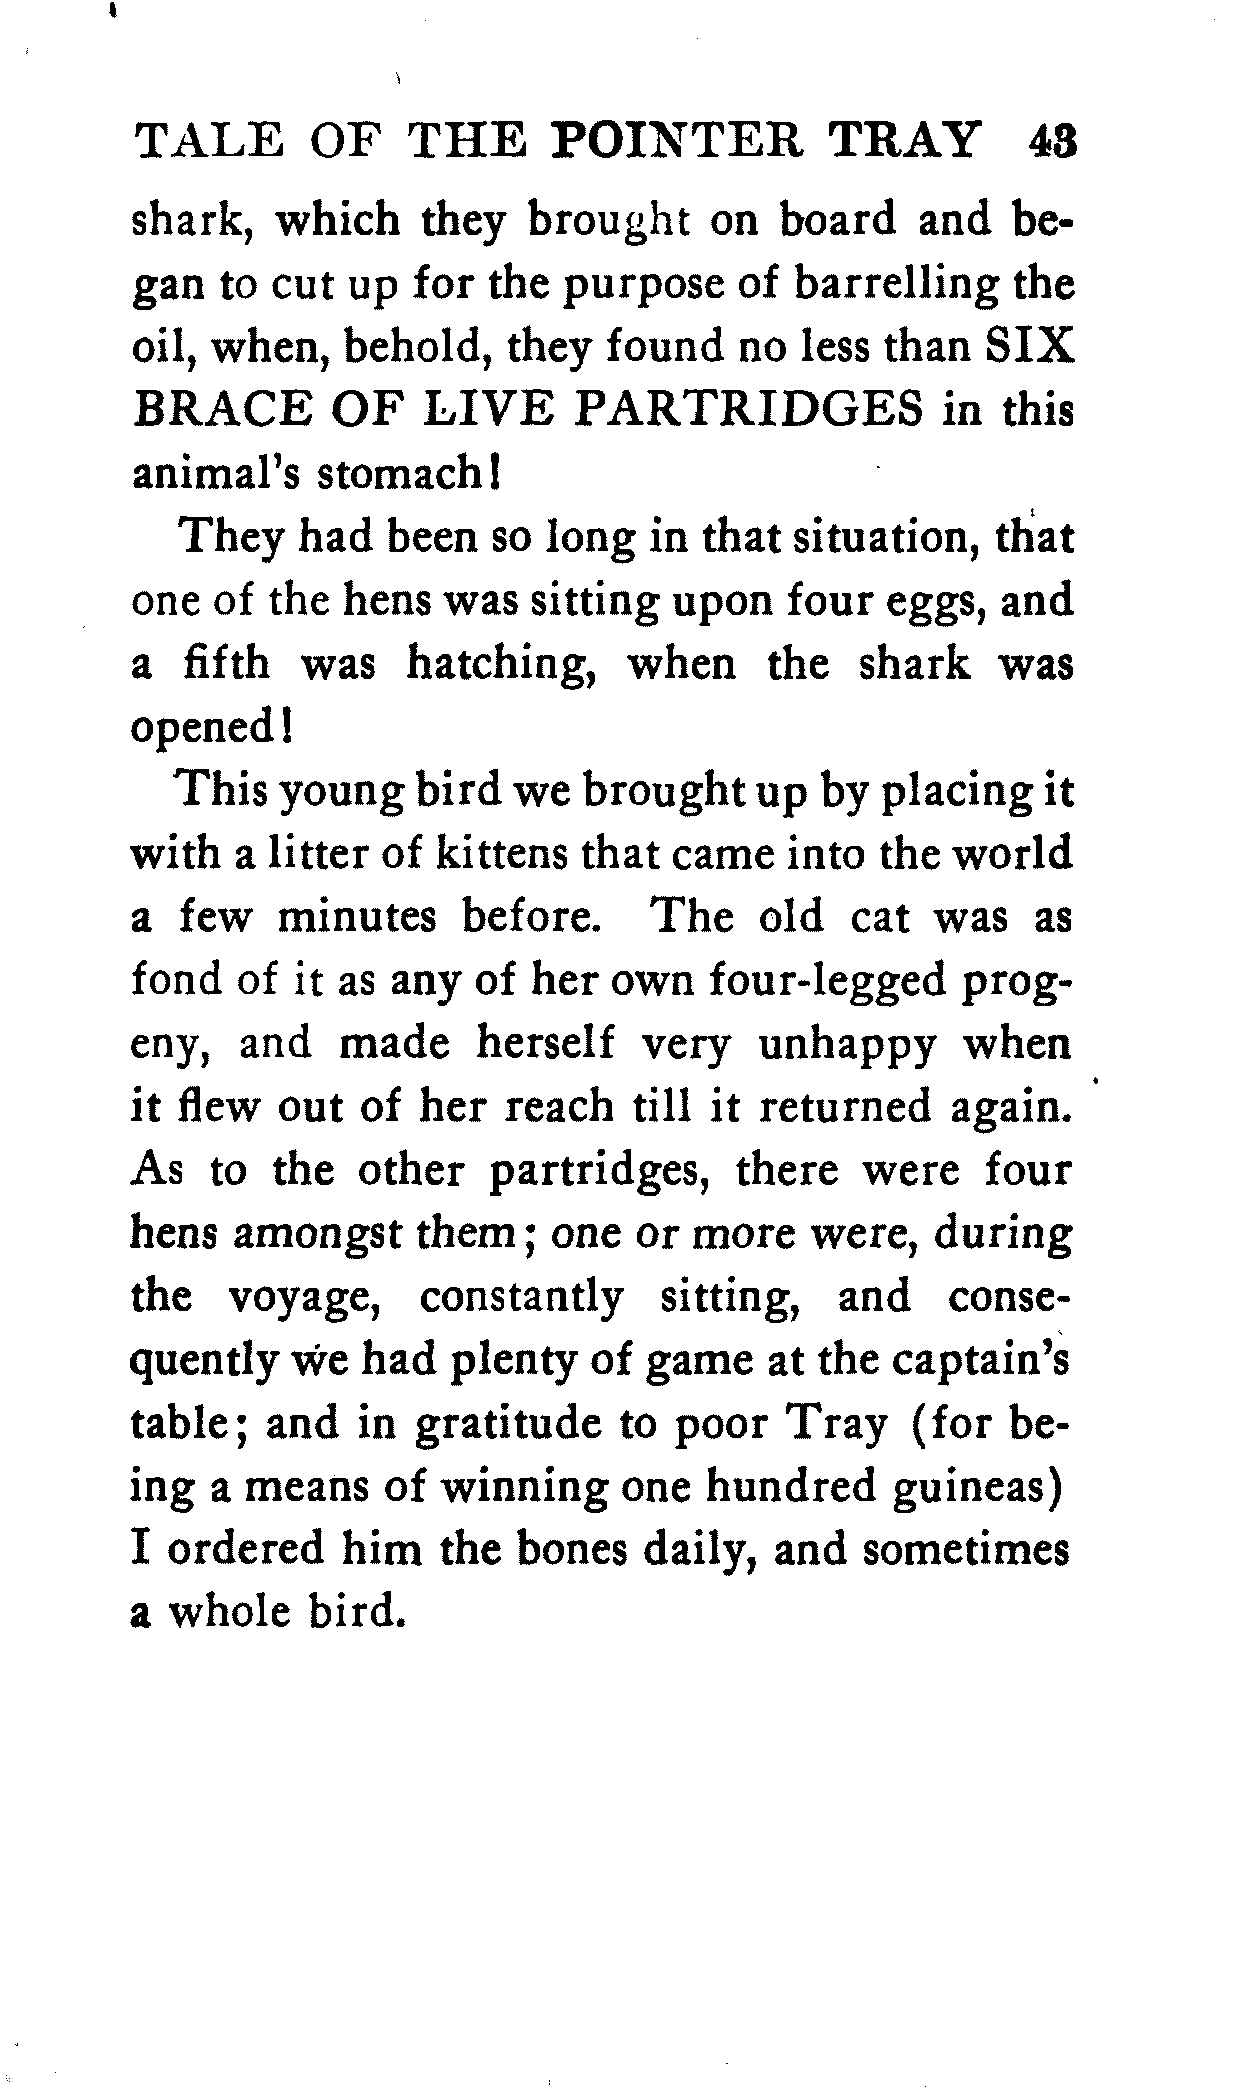 TALE OF THE POINTER TRAY 43
shark, which they brought on board and be-
gan to cut up for the purpose of barrelling the
oil, when, behold, they found no less than SIX
BRACE OF LIVE PARTRIDGES in this
animal's stomach!
They had been so long in that situation, that
one of the hens was sitting upon four eggs, and
a fifth was hatching, when the shark was
opened!
This young bird we brought up by placing it
with a litter of kittens that came into the world
a few minutes before. The old cat was as
fond of it as any of her own four-legged prog-
eny, and made herself very unhappy when
it flew out of her reach till it returned again.
As to the other partridges, there were four
hens amongst them; one or more were, during
the voyage, constantly sitting, and conse-
quently we had plenty of game at the captain's
table; and in gratitude to poor Tray (for be-
ing a means of winning one hundred guineas)
I ordered him the bones daily, and sometimes
a whole bird.